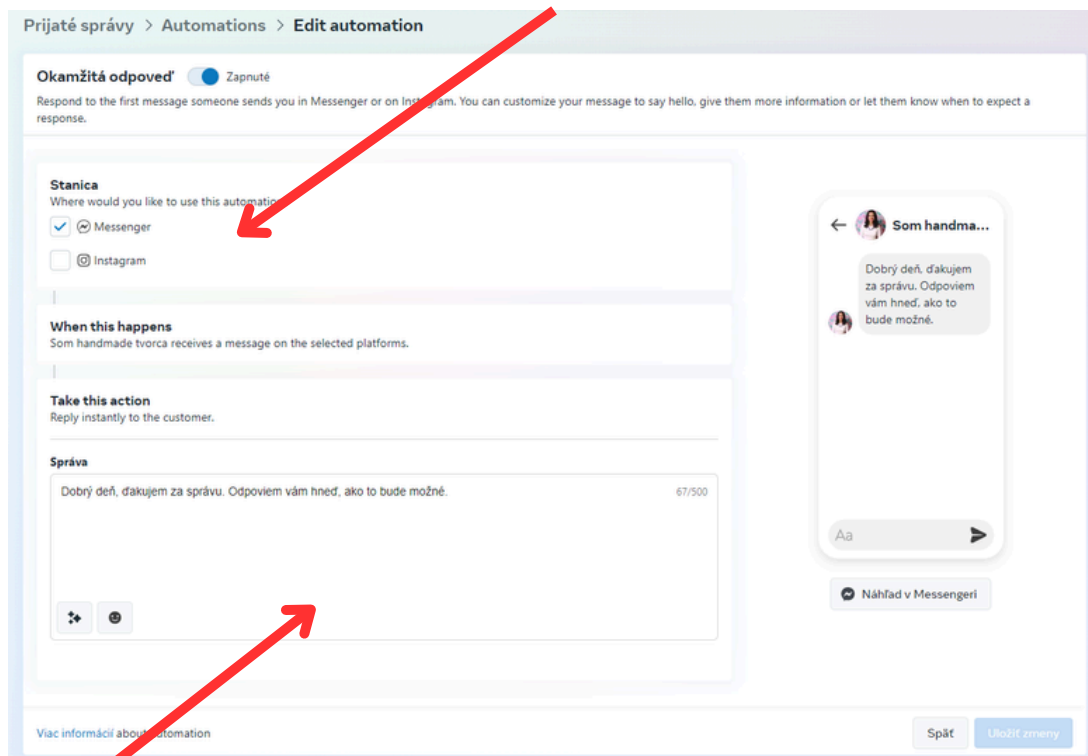 Prijaté správy > Automations > Edit automation
Okamžitá odpoveď Zapnuté
Respond to the first message someone sends you in Messenger or on Instagram. You can customize your message to say hello, give them more information or let them know when to expect a
response.
Stanica
Where would you like to use this automation
Messenger
Instagram
When this happens
Som handmade tvorca receives a message on the selected platforms.
Take this action
Reply instantly to the customer.
Správa
Dobrý deň, ďakujem za správu. Odpoviem vám hneď, ako to bude možné. 67/500
Som handma...
Dobrý deň, ďakujem
za správu. Odpoviem
vám hneď, ako to
bude možné.
Aa
Náhľad v Messengeri
Viac informácií about automation
Späť
Uložiť zmeny